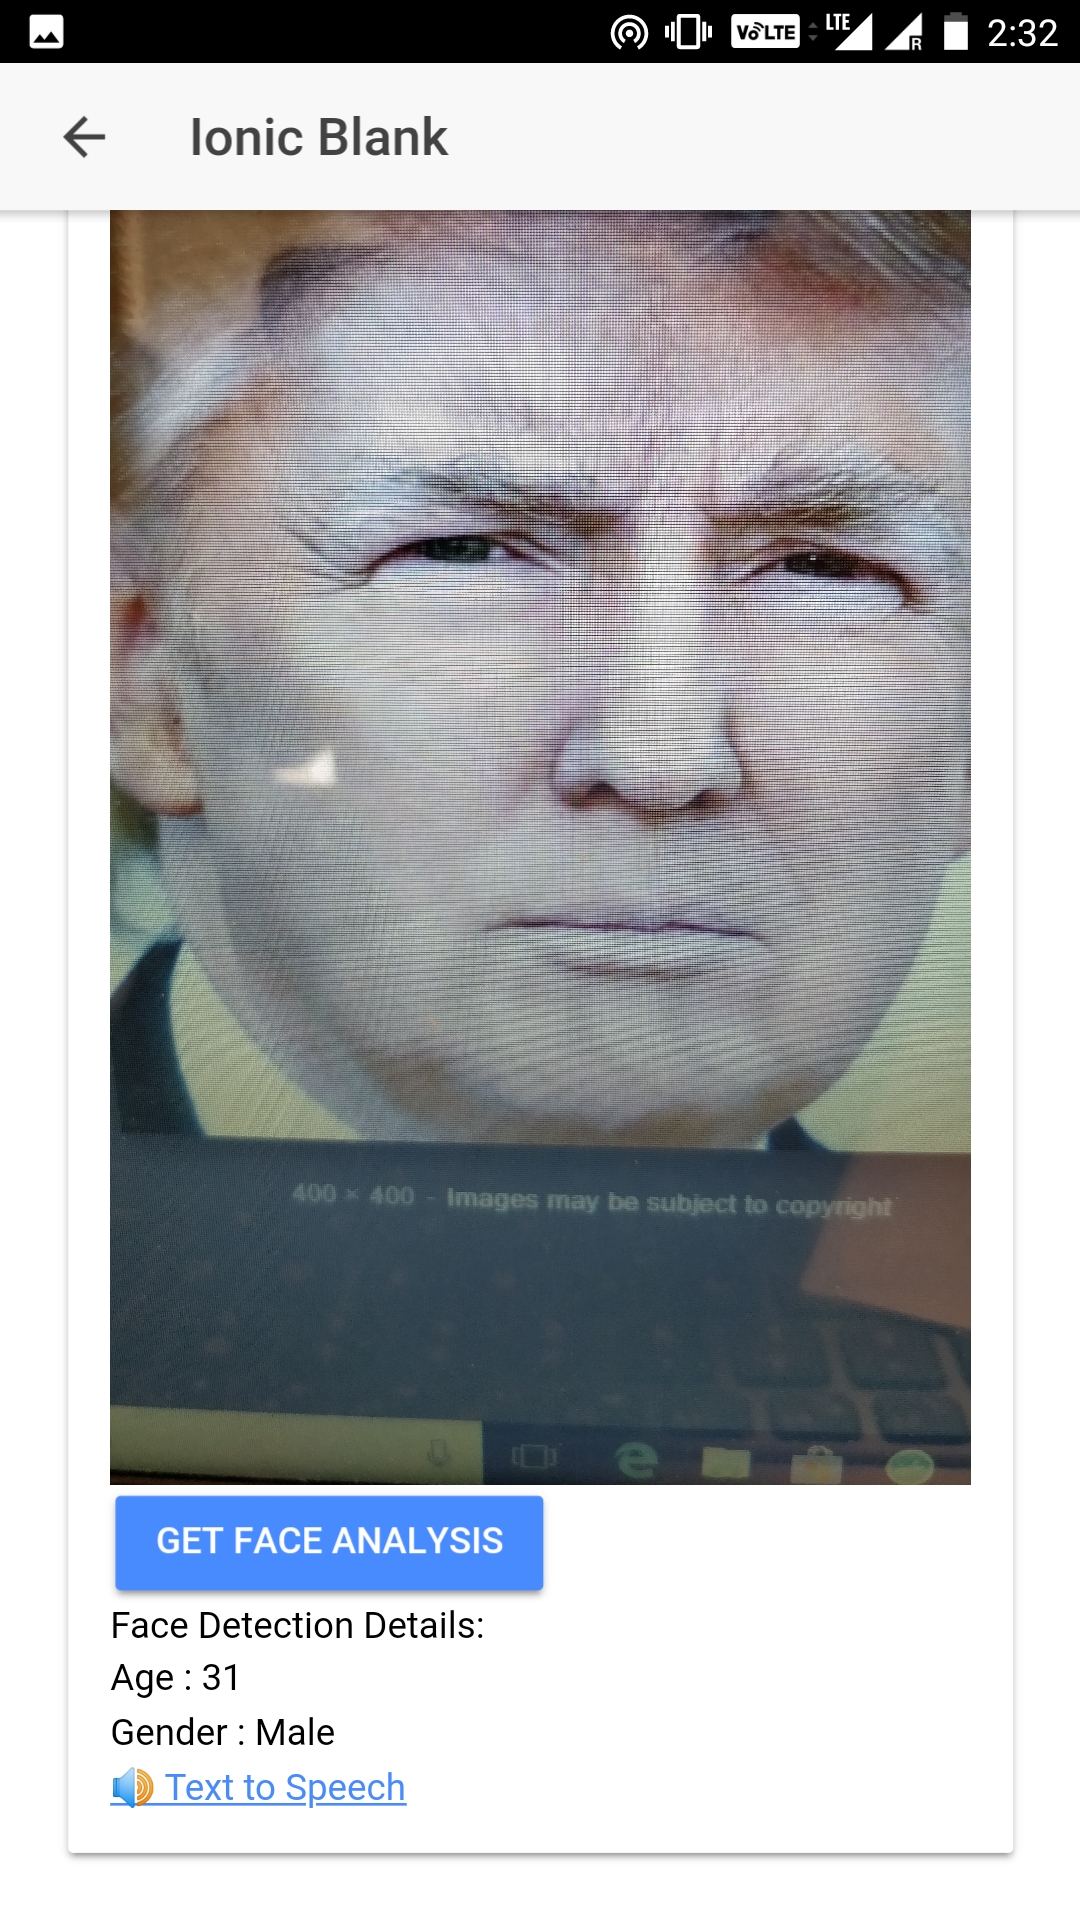 VoLTE LTE R 2:32
Ionic Blank
400 × 400 - Images may be subject to copyright
GET FACE ANALYSIS
Face Detection Details:
Age : 31
Gender : Male
Text to Speech